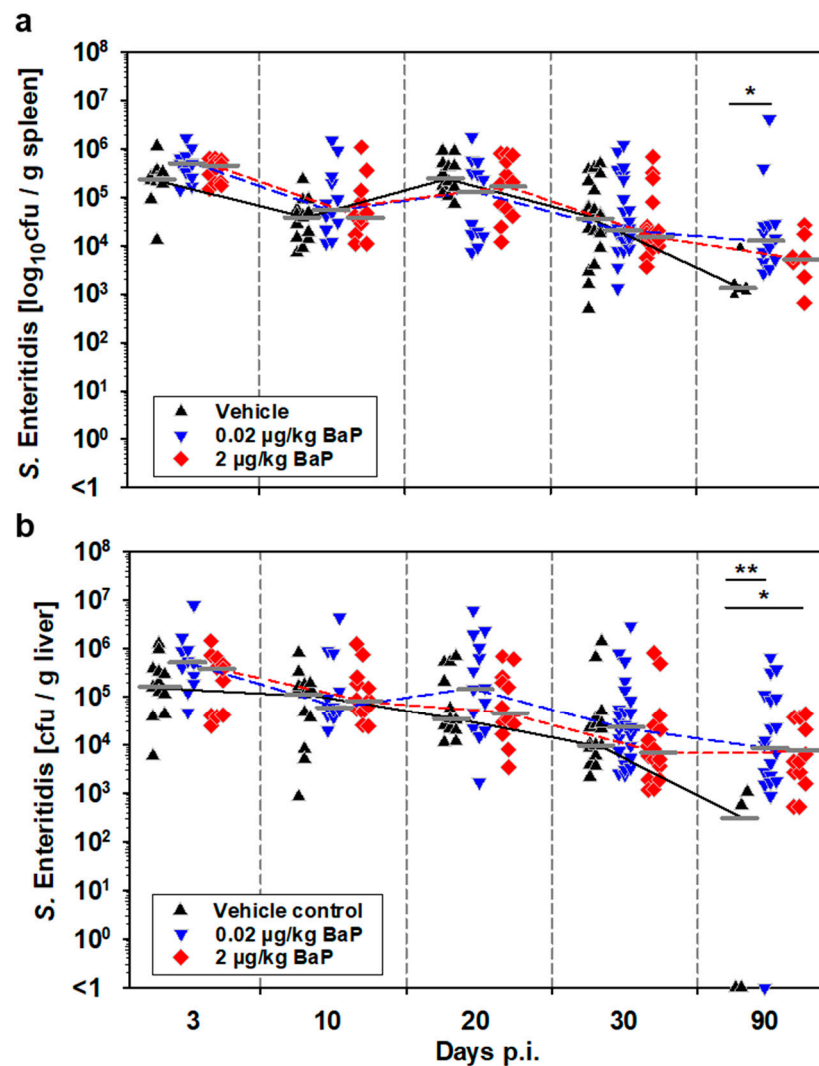 a
S. Enteritidis [log₁₀cfu / g spleen]
10⁸
10⁷
10⁶
10⁵
10⁴
10³
10²
10¹
10⁰
<1
*
Vehicle
0.02 µg/kg BaP
2 µg/kg BaP
b
S. Enteritidis [cfu / g liver]
10⁸
10⁷
10⁶
10⁵
10⁴
10³
10²
10¹
10⁰
<1
**
*
Vehicle control
0.02 µg/kg BaP
2 µg/kg BaP
3 10 20 30 90
Days p.i.